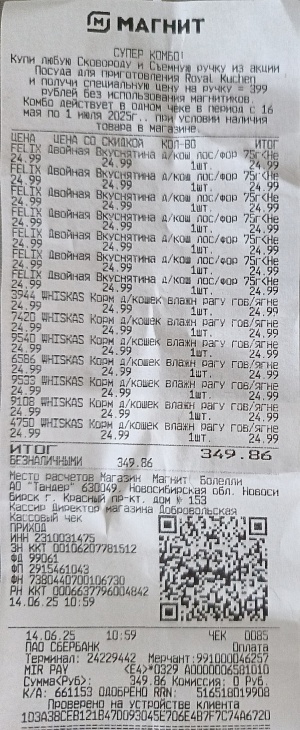 МАГНИТ
СУПЕР КОМБО!
Купи любую Сковороду и Съемную ручку из акции
Посуда для приготовления Royal Kuchen
и получи специальную цену на ручку = 399
рублей без использования магнитиков.
Комбо действует в одном чеке в период с 16
мая по 1 июля 2025г., при условии наличия
товара в магазине.
ЦЕНА ЦЕНА СО СКИДКОЙ КОЛ-ВО ИТОГ
FELIX Двойная Вкуснятина д/кош лос/фор 75г(Не
24.99 24.99 1шт. 24.99
FELIX Двойная Вкуснятина д/кош лос/фор 75г(Не
24.99 24.99 1шт. 24.99
FELIX Двойная Вкуснятина д/кош лос/фор 75г(Не
24.99 24.99 1шт. 24.99
FELIX Двойная Вкуснятина д/кош лос/фор 75г(Не
24.99 24.99 1шт. 24.99
FELIX Двойная Вкуснятина д/кош лос/фор 75г(Не
24.99 24.99 1шт. 24.99
FELIX Двойная Вкуснятина д/кош лос/фор 75г(Не
24.99 24.99 1шт. 24.99
FELIX Двойная Вкуснятина д/кош лос/фор 75г(Не
24.99 24.99 1шт. 24.99
3944 WHISKAS Корм д/кошек влажн рагу гов/ягне
24.99 24.99 1шт. 24.99
7420 WHISKAS Корм д/кошек влажн рагу гов/ягне
24.99 24.99 1шт. 24.99
9540 WHISKAS Корм д/кошек влажн рагу гов/ягне
24.99 24.99 1шт. 24.99
6586 WHISKAS Корм д/кошек влажн рагу гов/ягне
24.99 24.99 1шт. 24.99
9533 WHISKAS Корм д/кошек влажн рагу гов/ягне
24.99 24.99 1шт. 24.99
9108 WHISKAS Корм д/кошек влажн рагу гов/ягне
24.99 24.99 1шт. 24.99
4750 WHISKAS Корм д/кошек влажн рагу гов/ягне
24.99 24.99 1шт. 24.99
ИТОГ 349.86
БЕЗНАЛИЧНЫМИ 349.86
Место расчетов Магазин Магнит Болелли
АО "Тандер" 630049, Новосибирская обл, Новоси
бирск г, Красный пр-кт, дом № 153
Кассир Директор магазина Добровольская
Кассовый чек
ПРИХОД
ИНН 2310031475
ЗН ККТ 00106207781512
ФД 99061
ФП 2915461043
ФН 7380440700106730
РН ККТ 0006637796004842
14.06.25 10:59
14.06.25 10:59 ЧЕК 0085
ПАО СБЕРБАНК Оплата
Терминал: 24229442 Мерчант:991000046257
MIR PAY <E4>*0329 A0000006581010
Сумма(Руб): 349.86 Комиссия: 0 Руб.
К/А: 661153 ОДОБРЕНО RRN: 516518019908
Проверено на устройстве клиента
1D3A38CEB121B47D093045E706E4B7F7C74A6720